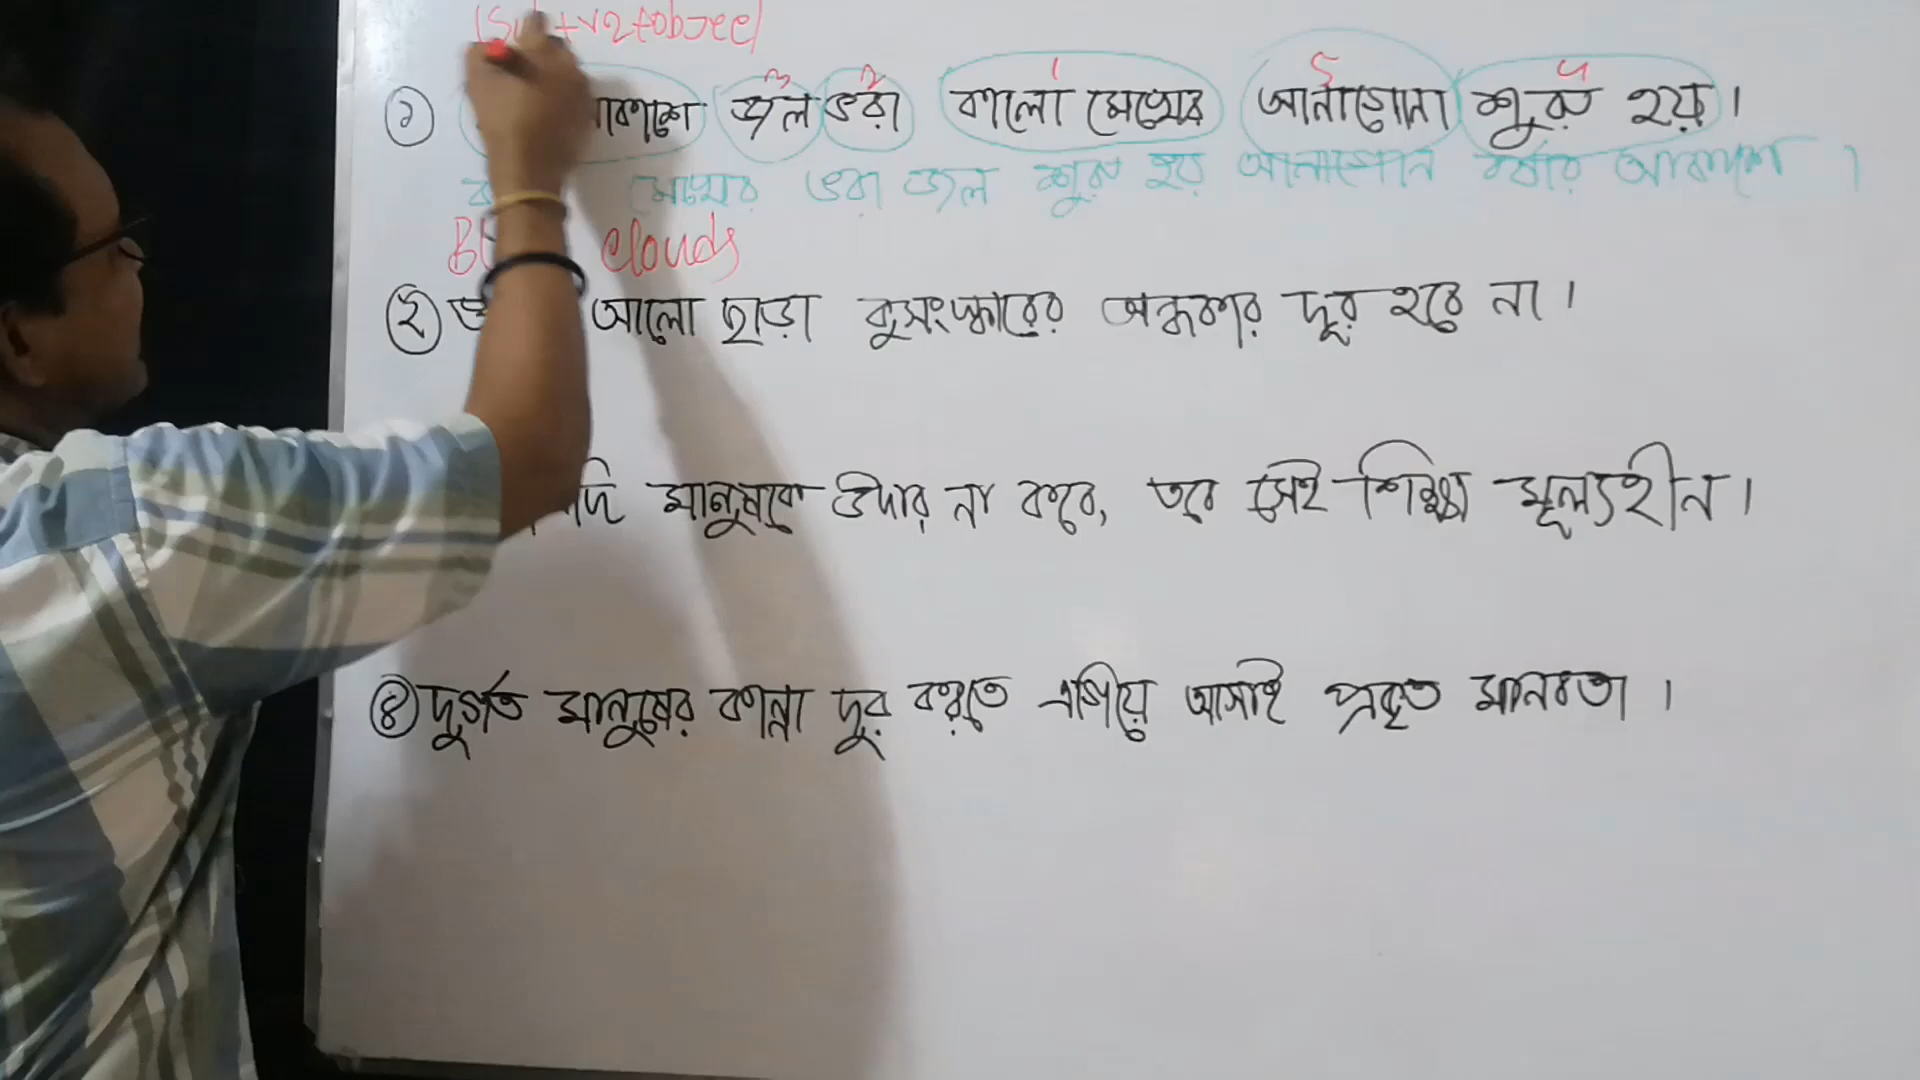 +v2+object
১ আকাশে জল ভরা কালো মেঘের আনাগোনা শুরু হয়।
মেঘের ভরা জল শুরু হয় আনাগোনা বর্ষার আকাশে।
clouds
২ আলো ছাড়া কুসংস্কারের অন্ধকার দূর হবে না।
যদি মানুষকে উদার না করে, তবে সেই শিক্ষা মূল্যহীন।
৪ দুর্গত মানুষের কান্না দূর করতে এগিয়ে আসাই প্রকৃত মানবতা।